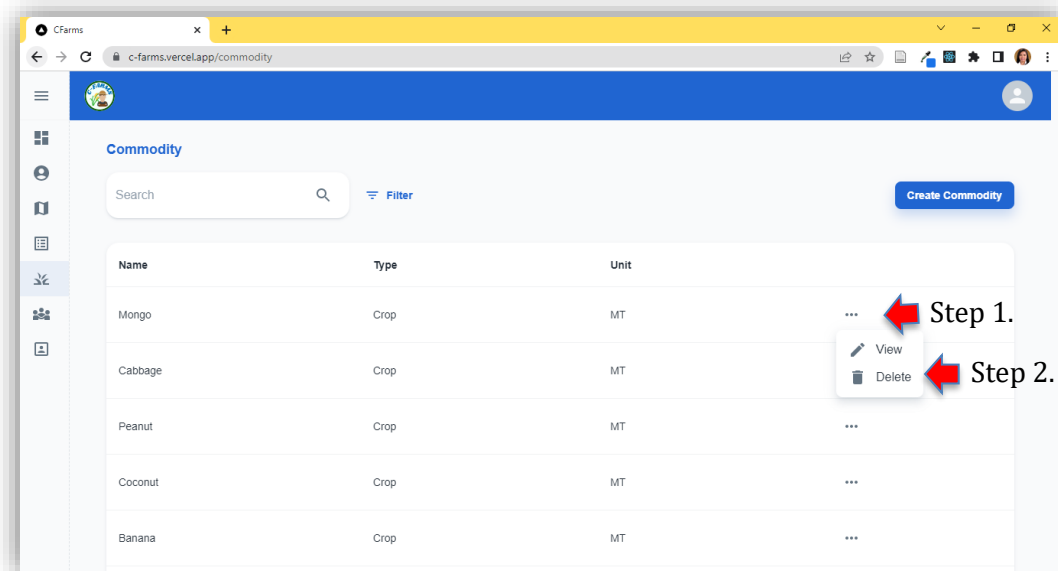 CFarms
c-farms.vercel.app/commodity
Commodity
Search Filter Create Commodity
Name Type Unit
Mongo Crop MT Step 1.
View
Cabbage Crop MT
Delete Step 2.
Peanut Crop MT
Coconut Crop MT
Banana Crop MT